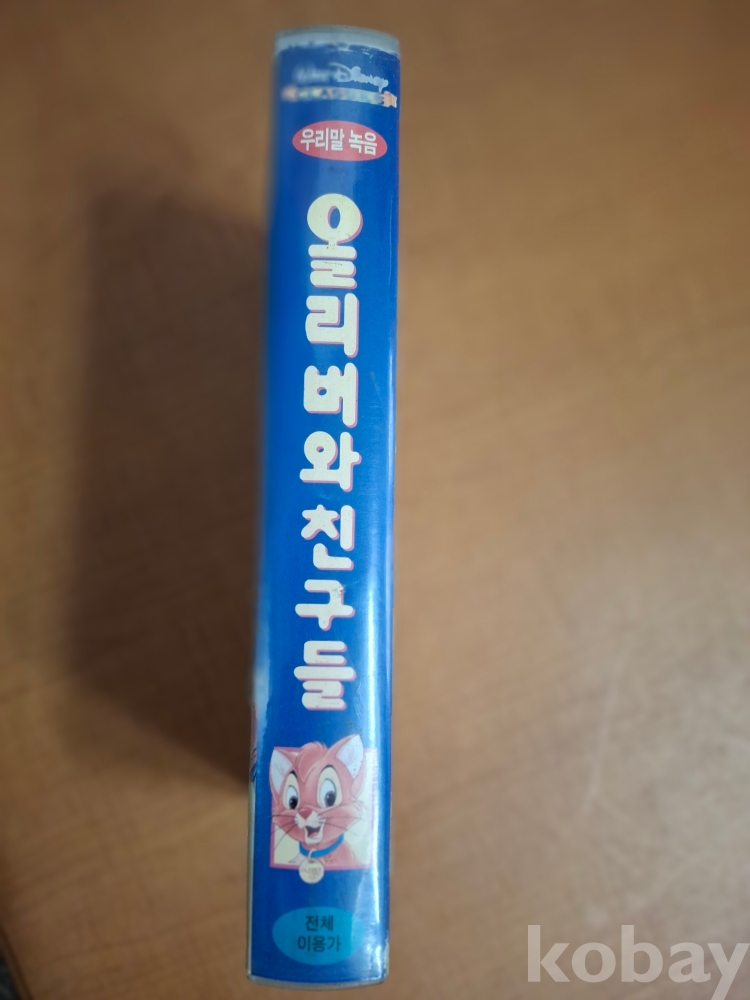 Walt Disney
우리말 녹음
올리버와 친구들
전체
이용가
kobay